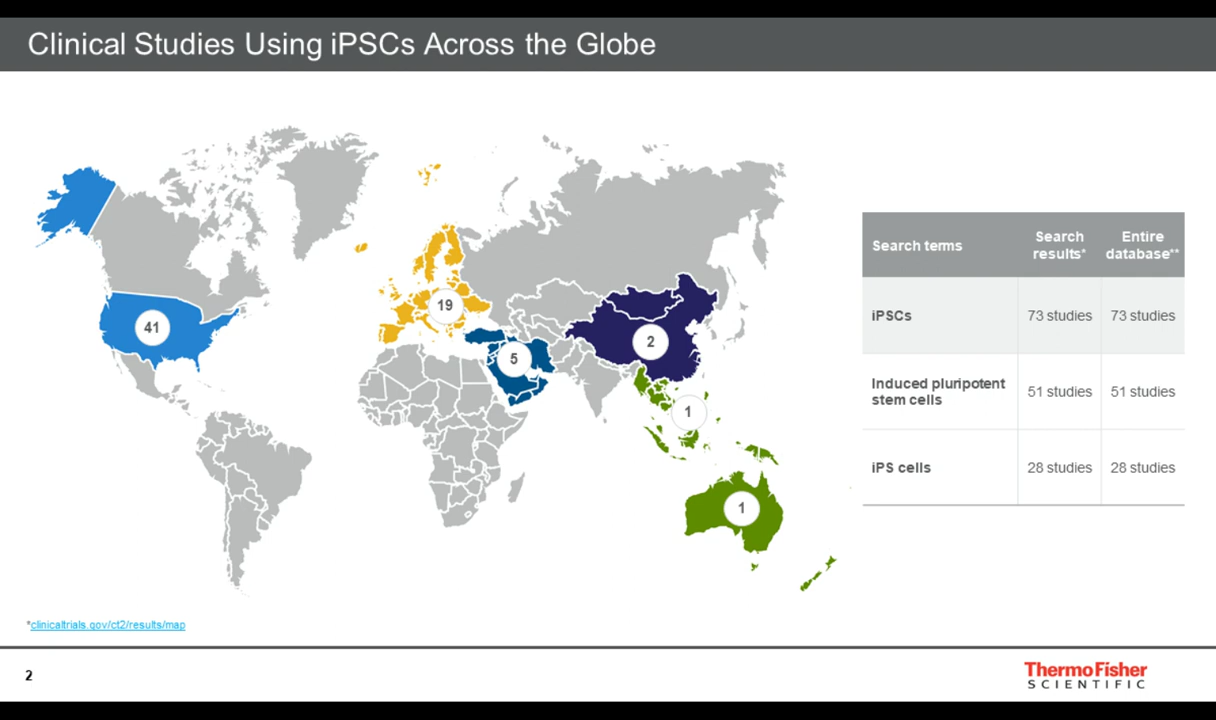 Clinical Studies Using iPSCs Across the Globe
41
19
5
2
1
1
Search terms
Search results*
Entire database**
iPSCs
73 studies
73 studies
Induced pluripotent
stem cells
51 studies
51 studies
iPS cells
28 studies
28 studies
*clinicaltrials.gov/ct2/results/map
2
ThermoFisher
SCIENTIFIC